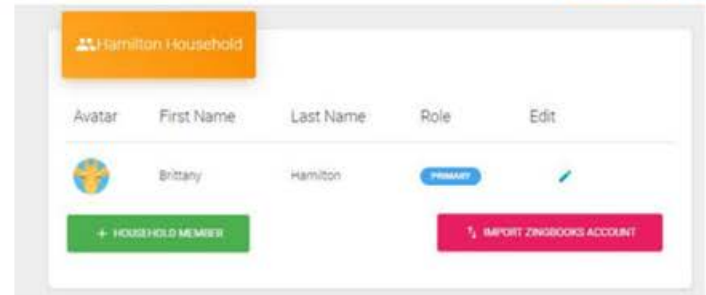 Hamilton Household
Avatar First Name Last Name Role Edit
Brittany Hamilton PRIMARY
+ HOUSEHOLD MEMBER
IMPORT ZINGBOOKS ACCOUNT